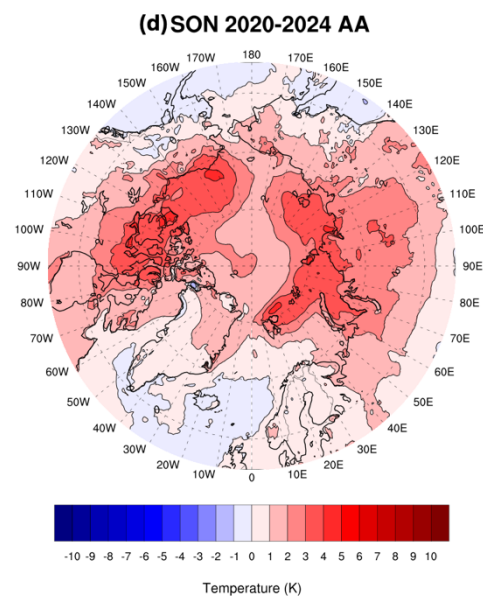 (d) SON 2020-2024 AA
180
170W 170E
160W 160E
150W 150E
140W 140E
130W 130E
120W 120E
110W 110E
100W 100E
90W 90E
80W 80E
70W 70E
60W 60E
50W 50E
40W 40E
30W 30E
20W 20E
10W 10E
0
-10 -9 -8 -7 -6 -5 -4 -3 -2 -1 0 1 2 3 4 5 6 7 8 9 10
Temperature (K)